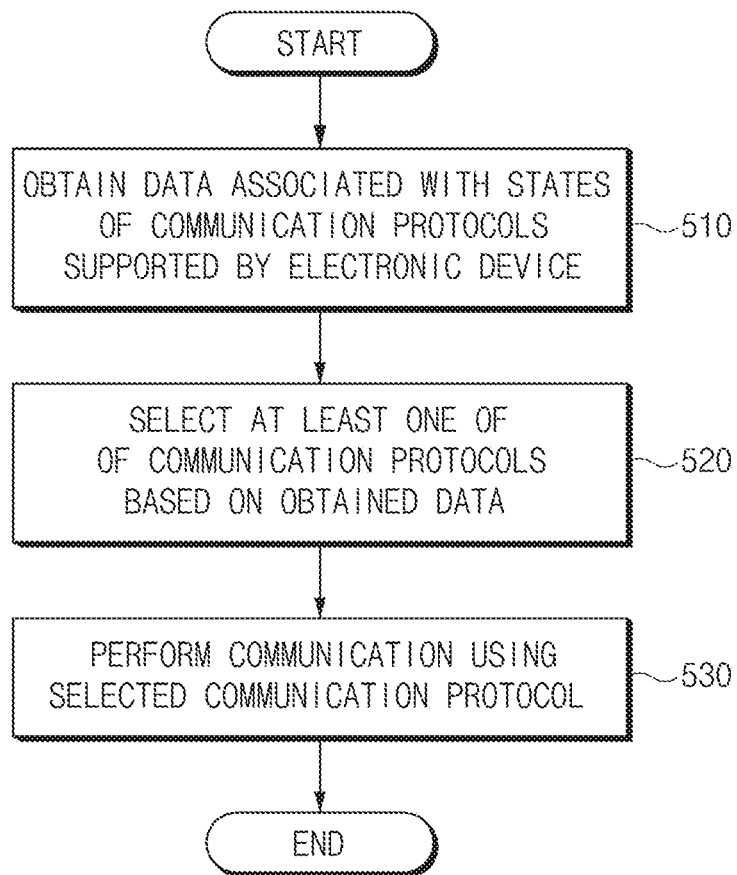 START
OBTAIN DATA ASSOCIATED WITH STATES
OF COMMUNICATION PROTOCOLS
SUPPORTED BY ELECTRONIC DEVICE
510
SELECT AT LEAST ONE OF
OF COMMUNICATION PROTOCOLS
BASED ON OBTAINED DATA
520
PERFORM COMMUNICATION USING
SELECTED COMMUNICATION PROTOCOL
530
END